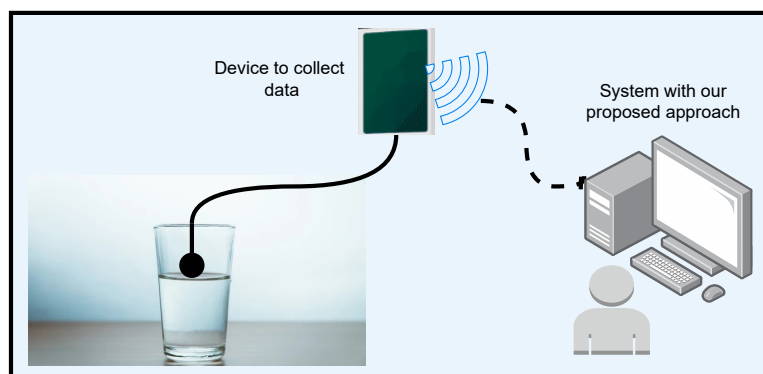 Device to collect
data
System with our
proposed approach